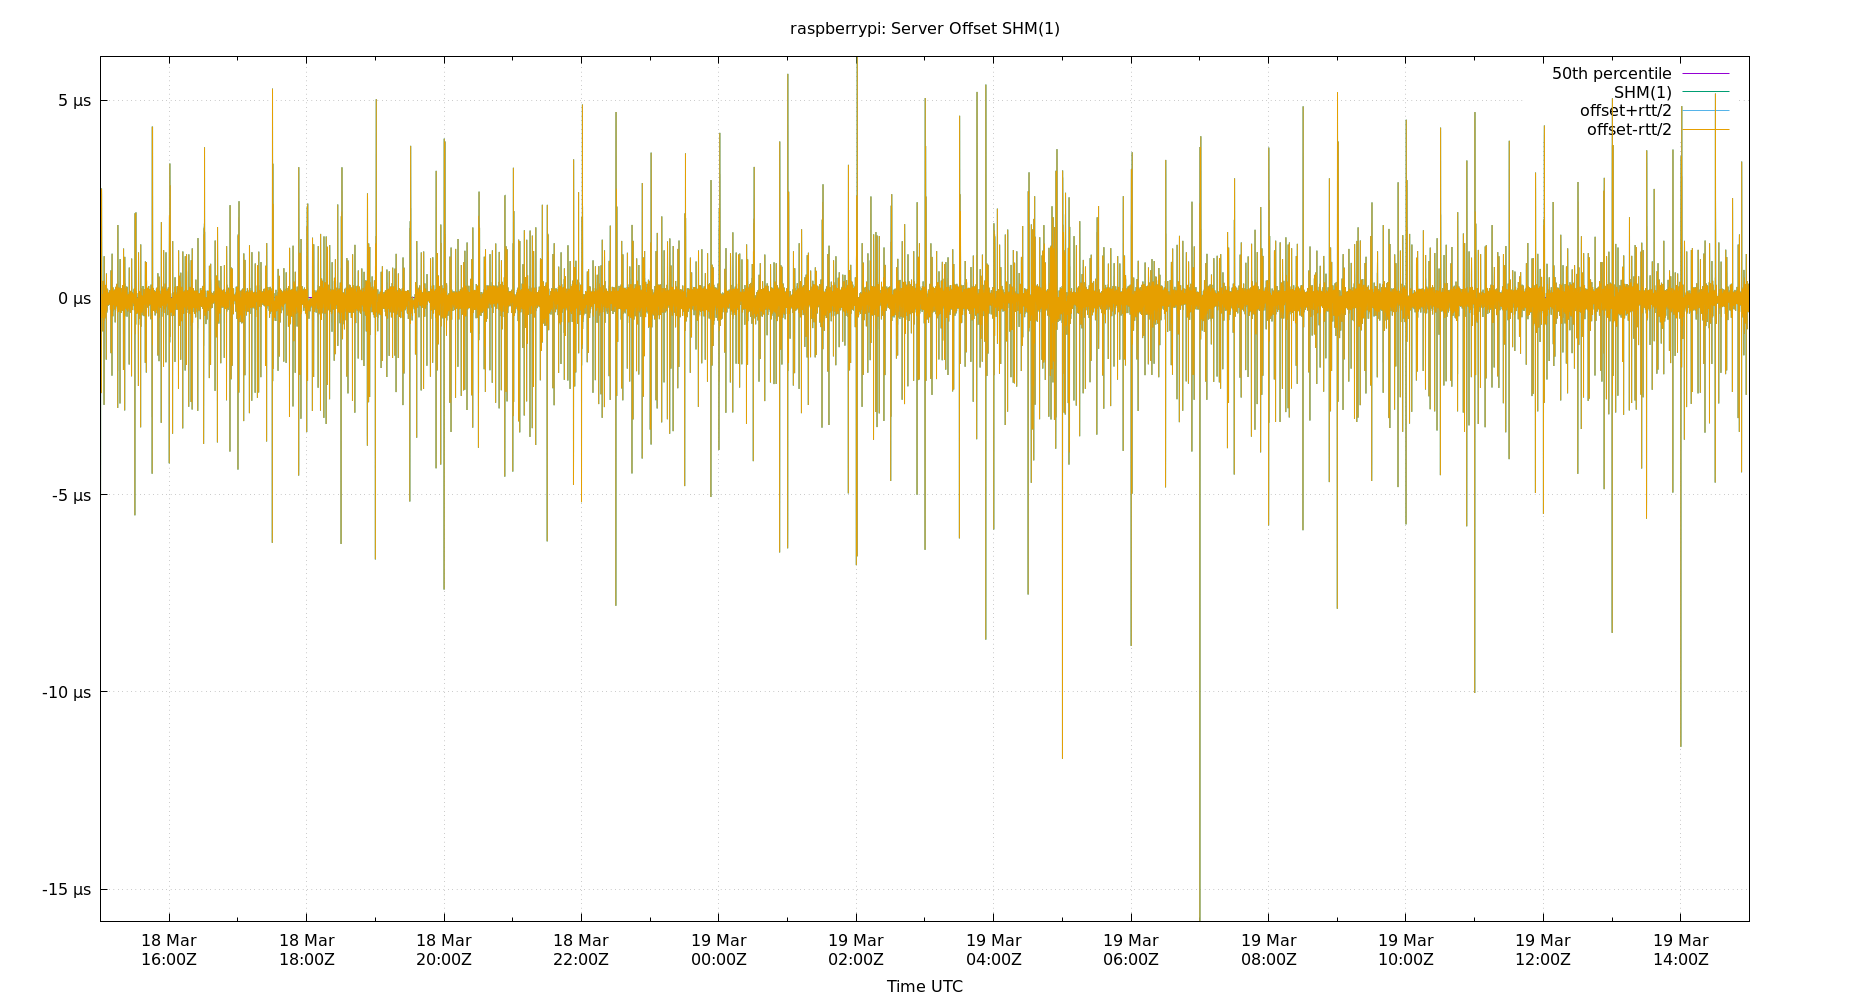 raspberrypi: Server Offset SHM(1)
50th percentile
SHM(1)
offset+rtt/2
offset-rtt/2
5 µs
0 µs
-5 µs
-10 µs
-15 µs
18 Mar 18 Mar 18 Mar 18 Mar 19 Mar 19 Mar 19 Mar 19 Mar 19 Mar 19 Mar 19 Mar 19 Mar
16:00Z 18:00Z 20:00Z 22:00Z 00:00Z 02:00Z 04:00Z 06:00Z 08:00Z 10:00Z 12:00Z 14:00Z
Time UTC